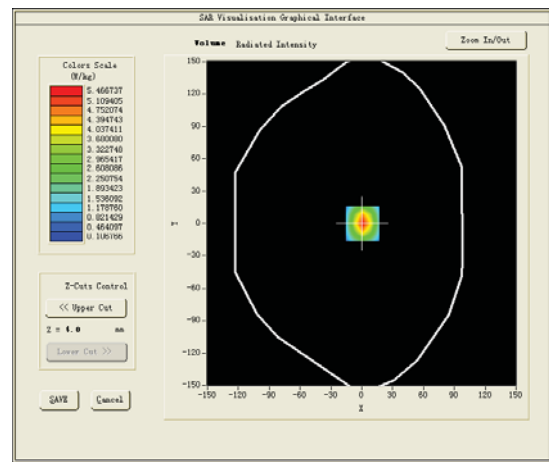 SAR Visualisation Graphical Interface
Volume Radiated Intensity
Zoom In/Out
Colors Scale
(W/kg)
5.466737
5.109405
4.752074
4.394743
4.037411
3.680080
3.322748
2.965417
2.608086
2.250754
1.893423
1.536092
1.178760
0.821429
0.464097
0.106766
Z-Cuts Control
<< Upper Cut
Z = 4.0 mm
Lower Cut >>
SAVE Cancel
150
120
90
60
30
0
-30
-60
-90
-120
-150
Y
-150 -120 -90 -60 -30 0 30 60 90 120 150
X